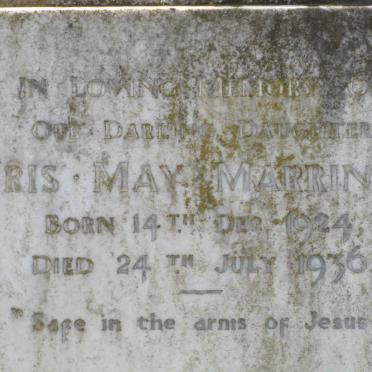 IN LOVING MEMORY O
OUR DARLING DAUGHTER
RIS MAY MARRIN
BORN 14TH DEC 1924,
DIED 24TH JULY 1936
"Safe in the arms of Jesus